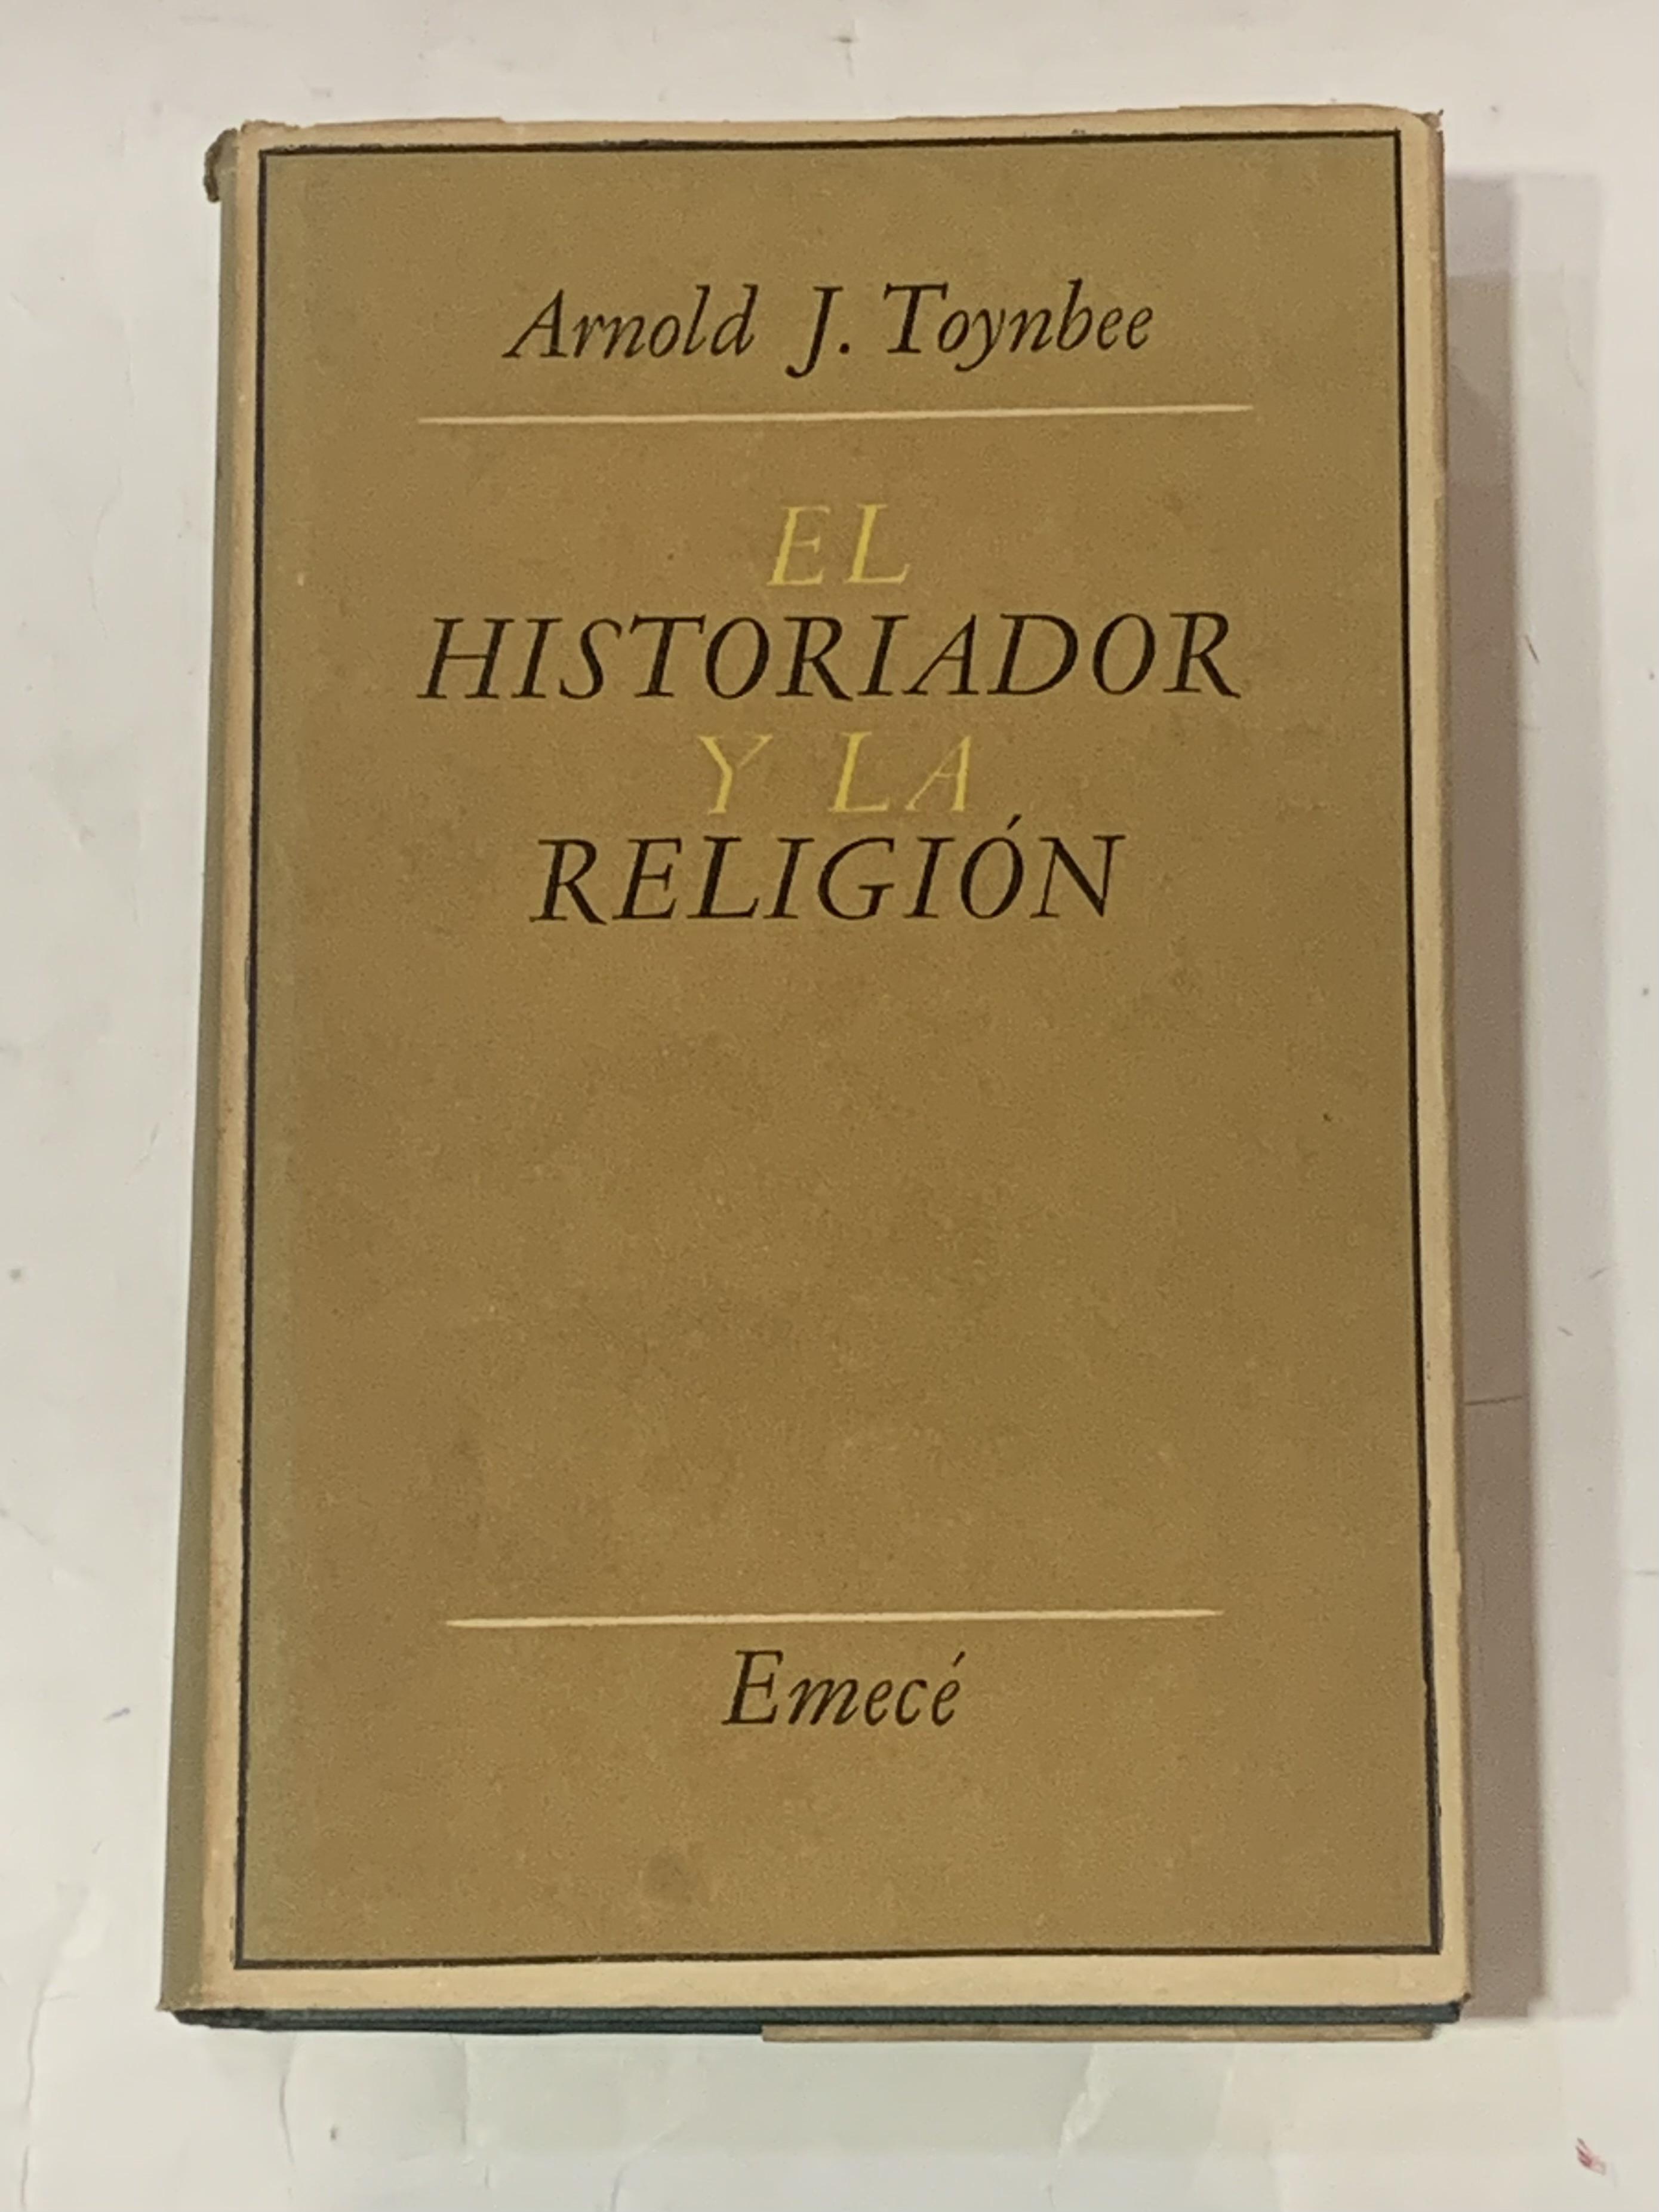 Arnold J. Toynbee
EL
HISTORIADOR
Y LA
RELIGIÓN
Emecé